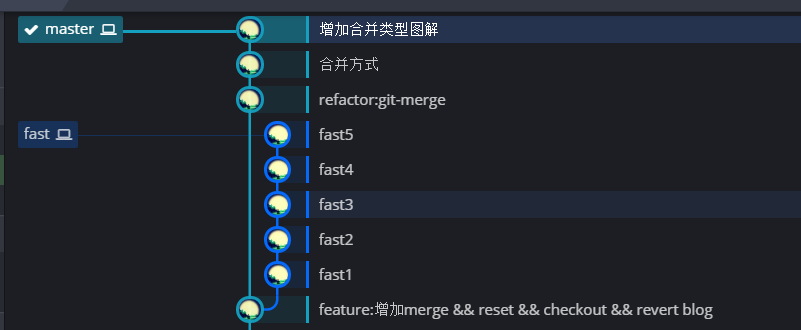 master 增加合并类型图解
合并方式
refactor:git-merge
fast fast5
fast4
fast3
fast2
fast1
feature:增加merge && reset && checkout && revert blog